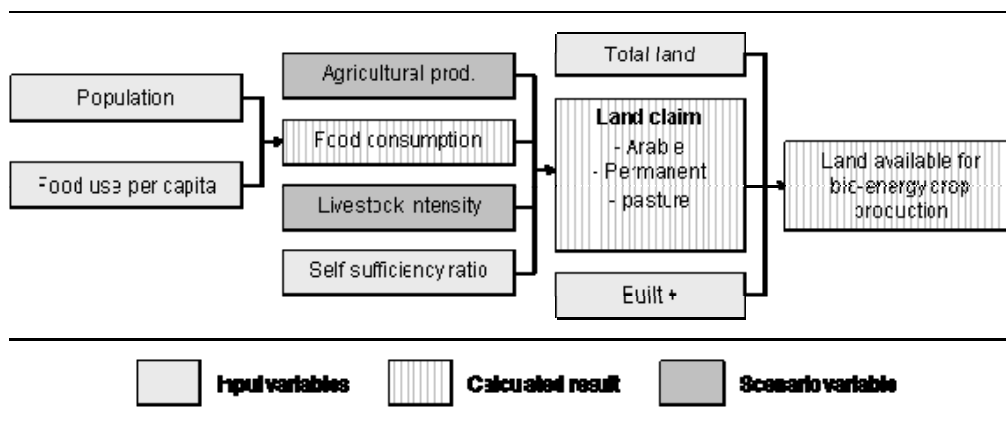 Population
Food use per capita
Agricultural prod.
Food consumption
Livestock intensity
Self sufficiency ratio
Total land
Land claim
- Arable
- Permanent
- pasture
Built +
Land available for
bio-energy crop
production
Input variables
Calculated result
Scenario variable